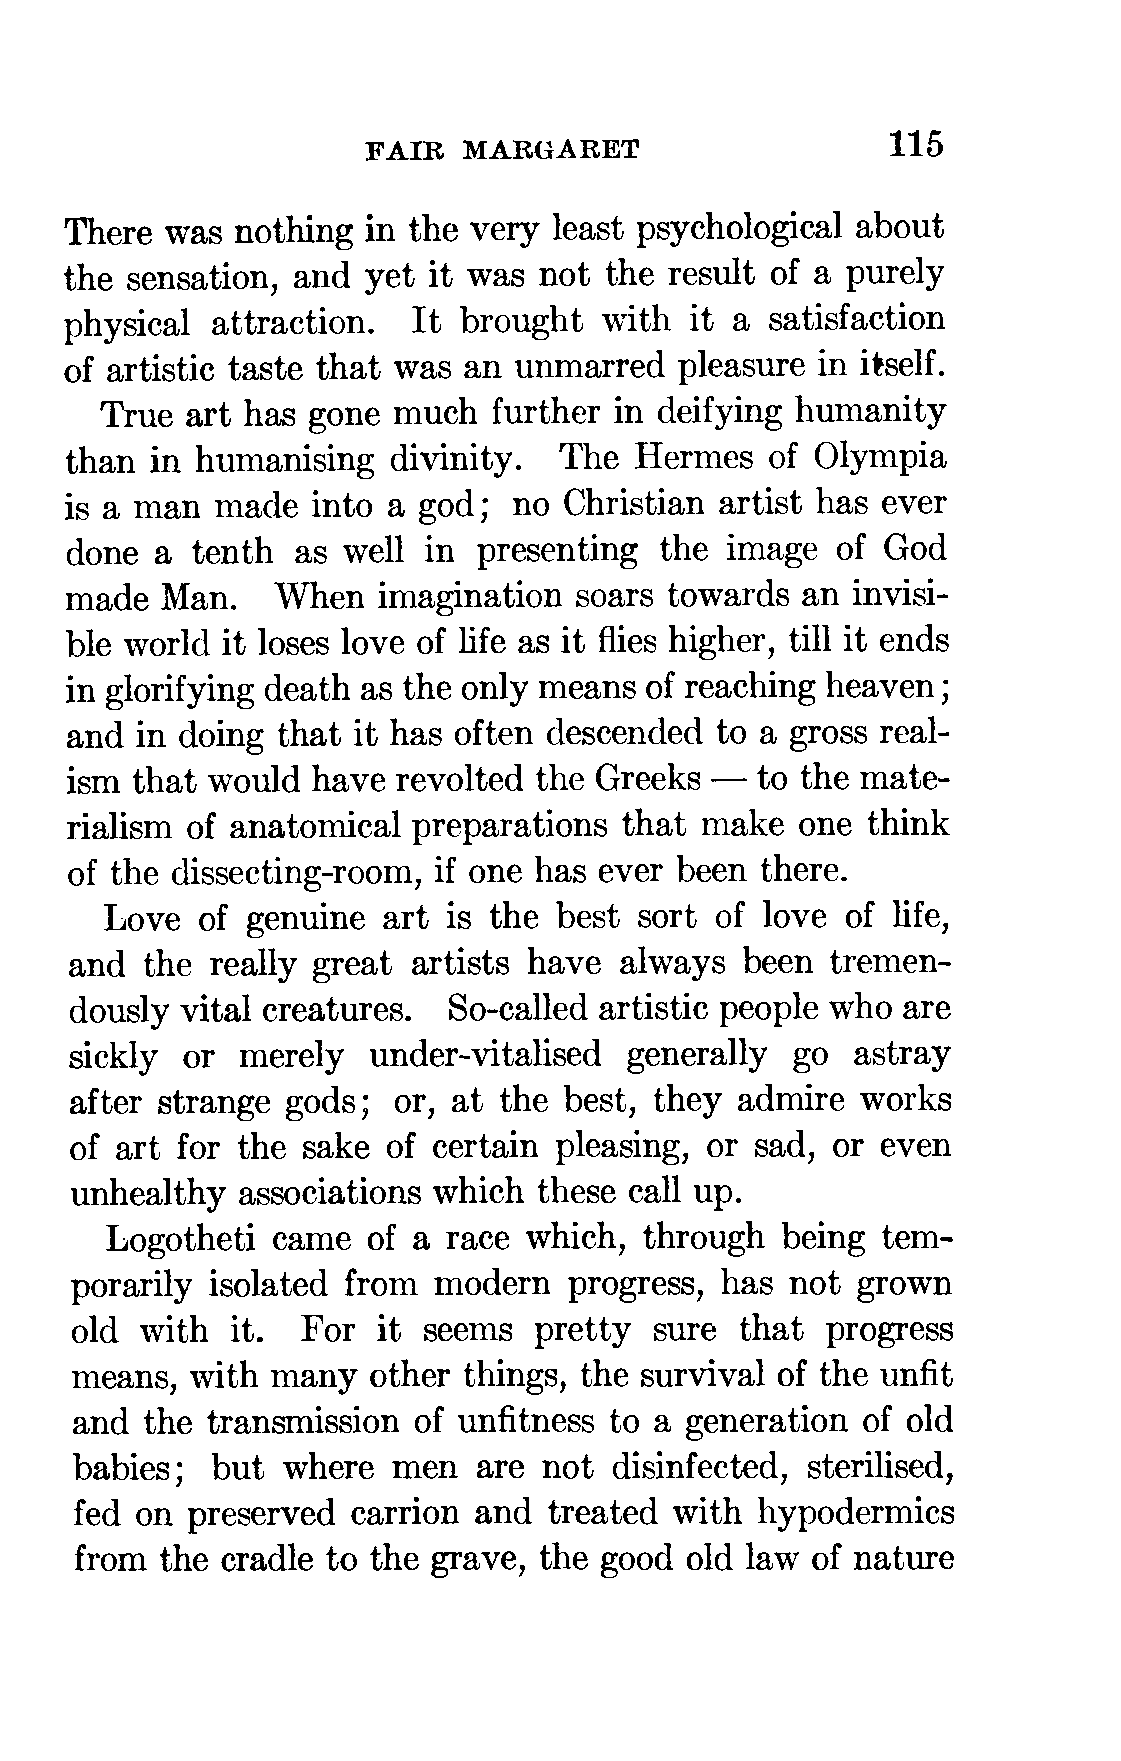 FAIR MARGARET 115
There was nothing in the very least psychological about
the sensation, and yet it was not the result of a purely
physical attraction. It brought with it a satisfaction
of artistic taste that was an unmarred pleasure in itself.
True art has gone much further in deifying humanity
than in humanising divinity. The Hermes of Olympia
is a man made into a god; no Christian artist has ever
done a tenth as well in presenting the image of God
made Man. When imagination soars towards an invisi-
ble world it loses love of life as it flies higher, till it ends
in glorifying death as the only means of reaching heaven;
and in doing that it has often descended to a gross real-
ism that would have revolted the Greeks — to the mate-
rialism of anatomical preparations that make one think
of the dissecting-room, if one has ever been there.
Love of genuine art is the best sort of love of life,
and the really great artists have always been tremen-
dously vital creatures. So-called artistic people who are
sickly or merely under-vitalised generally go astray
after strange gods; or, at the best, they admire works
of art for the sake of certain pleasing, or sad, or even
unhealthy associations which these call up.
Logotheti came of a race which, through being tem-
porarily isolated from modern progress, has not grown
old with it. For it seems pretty sure that progress
means, with many other things, the survival of the unfit
and the transmission of unfitness to a generation of old
babies; but where men are not disinfected, sterilised,
fed on preserved carrion and treated with hypodermics
from the cradle to the grave, the good old law of nature